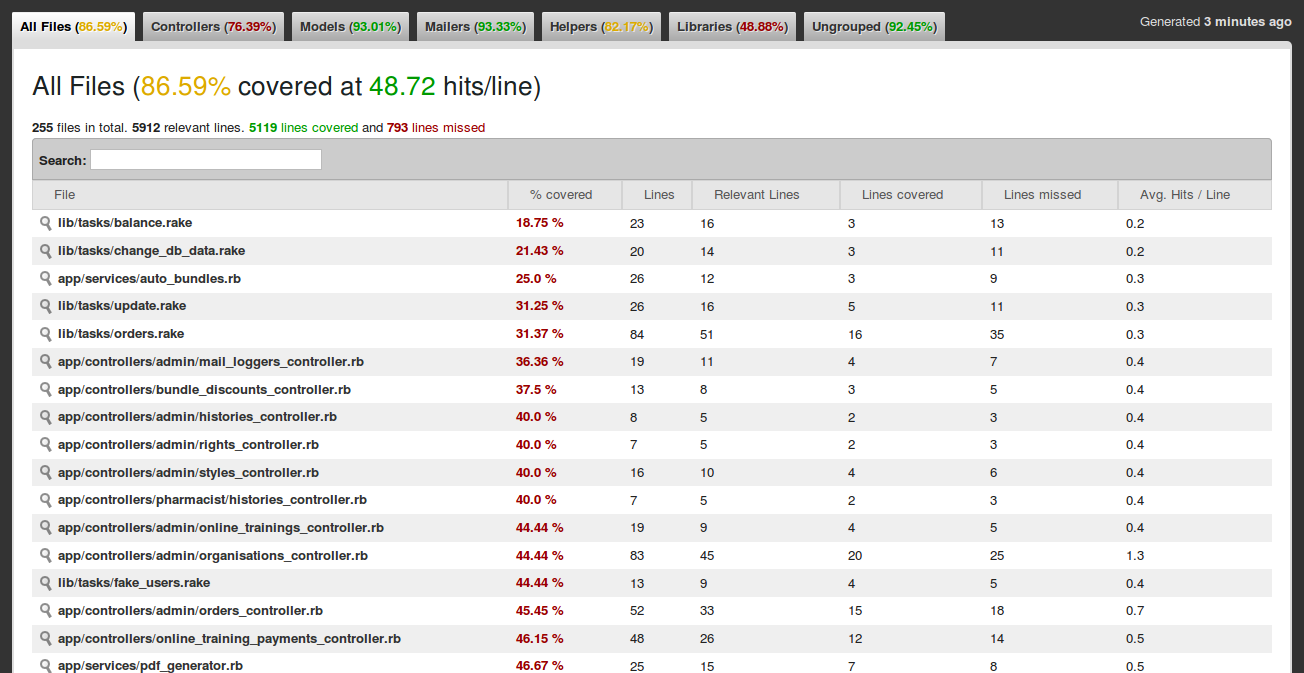 All Files (86.59%) Controllers (76.39%) Models (93.01%) Mailers (93.33%) Helpers (82.17%) Libraries (48.88%) Ungrouped (92.45%) Generated 3 minutes ago
All Files (86.59% covered at 48.72 hits/line)
255 files in total. 5912 relevant lines. 5119 lines covered and 793 lines missed
Search:
File % covered Lines Relevant Lines Lines covered Lines missed Avg. Hits / Line
lib/tasks/balance.rake 18.75 % 23 16 3 13 0.2
lib/tasks/change_db_data.rake 21.43 % 20 14 3 11 0.2
app/services/auto_bundles.rb 25.0 % 26 12 3 9 0.3
lib/tasks/update.rake 31.25 % 26 16 5 11 0.3
lib/tasks/orders.rake 31.37 % 84 51 16 35 0.3
app/controllers/admin/mail_loggers_controller.rb 36.36 % 19 11 4 7 0.4
app/controllers/bundle_discounts_controller.rb 37.5 % 13 8 3 5 0.4
app/controllers/admin/histories_controller.rb 40.0 % 8 5 2 3 0.4
app/controllers/admin/rights_controller.rb 40.0 % 7 5 2 3 0.4
app/controllers/admin/styles_controller.rb 40.0 % 16 10 4 6 0.4
app/controllers/pharmacist/histories_controller.rb 40.0 % 7 5 2 3 0.4
app/controllers/admin/online_trainings_controller.rb 44.44 % 19 9 4 5 0.4
app/controllers/admin/organisations_controller.rb 44.44 % 83 45 20 25 1.3
lib/tasks/fake_users.rake 44.44 % 13 9 4 5 0.4
app/controllers/admin/orders_controller.rb 45.45 % 52 33 15 18 0.7
app/controllers/online_training_payments_controller.rb 46.15 % 48 26 12 14 0.5
app/services/pdf_generator.rb 46.67 % 25 15 7 8 0.5